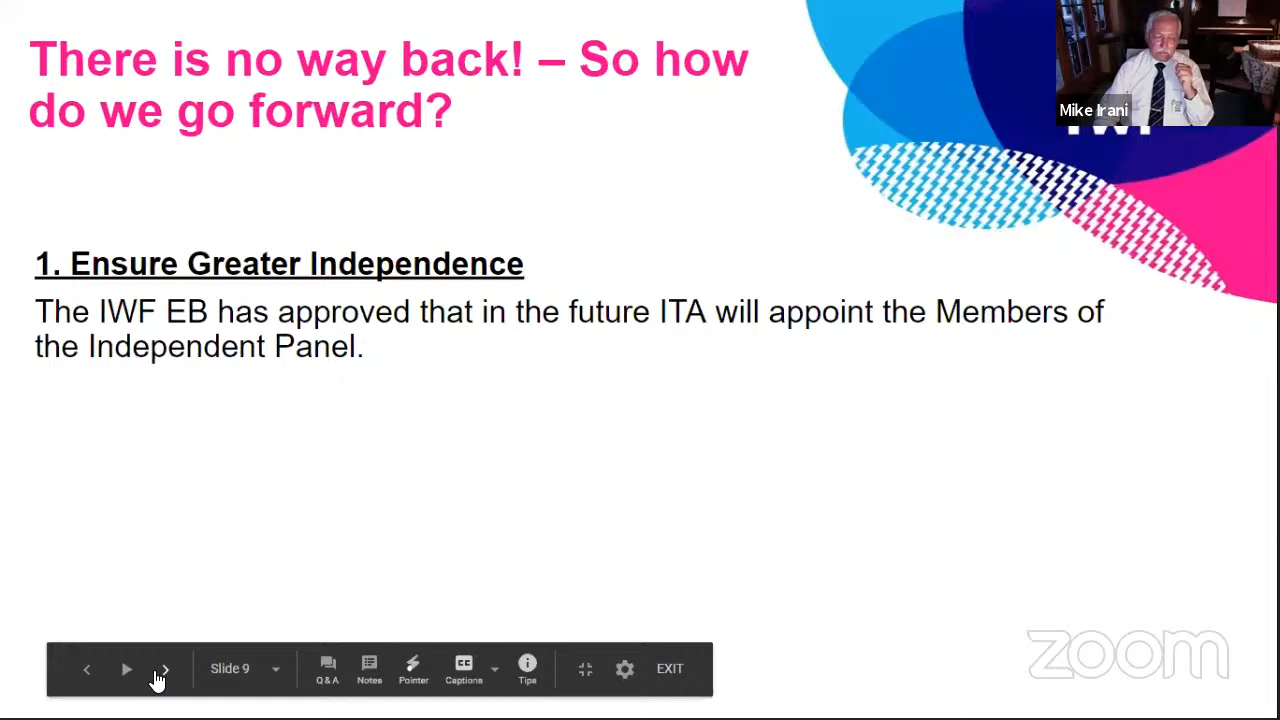 There is no way back! – So how
do we go forward?
Mike Irani
1. Ensure Greater Independence
The IWF EB has approved that in the future ITA will appoint the Members of
the Independent Panel.
zoom
Slide 9
Q & A
Notes
Pointer
CC
Captions
Tips
EXIT